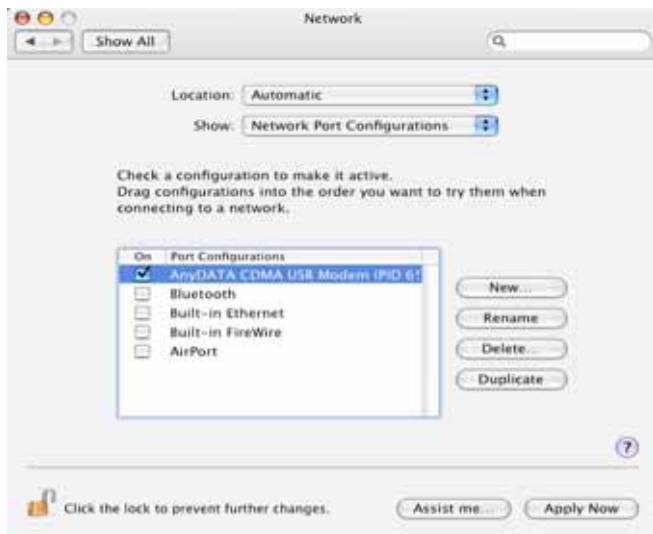 Network
Show All
Location: Automatic
Show: Network Port Configurations
Check a configuration to make it active.
Drag configurations into the order you want to try them when
connecting to a network.
On Port Configurations
AnyDATA CDMA USB Modem (PID 65
Bluetooth
Built-in Ethernet
Built-in FireWire
AirPort
New...
Rename
Delete...
Duplicate
?
Click the lock to prevent further changes.
Assist me...
Apply Now